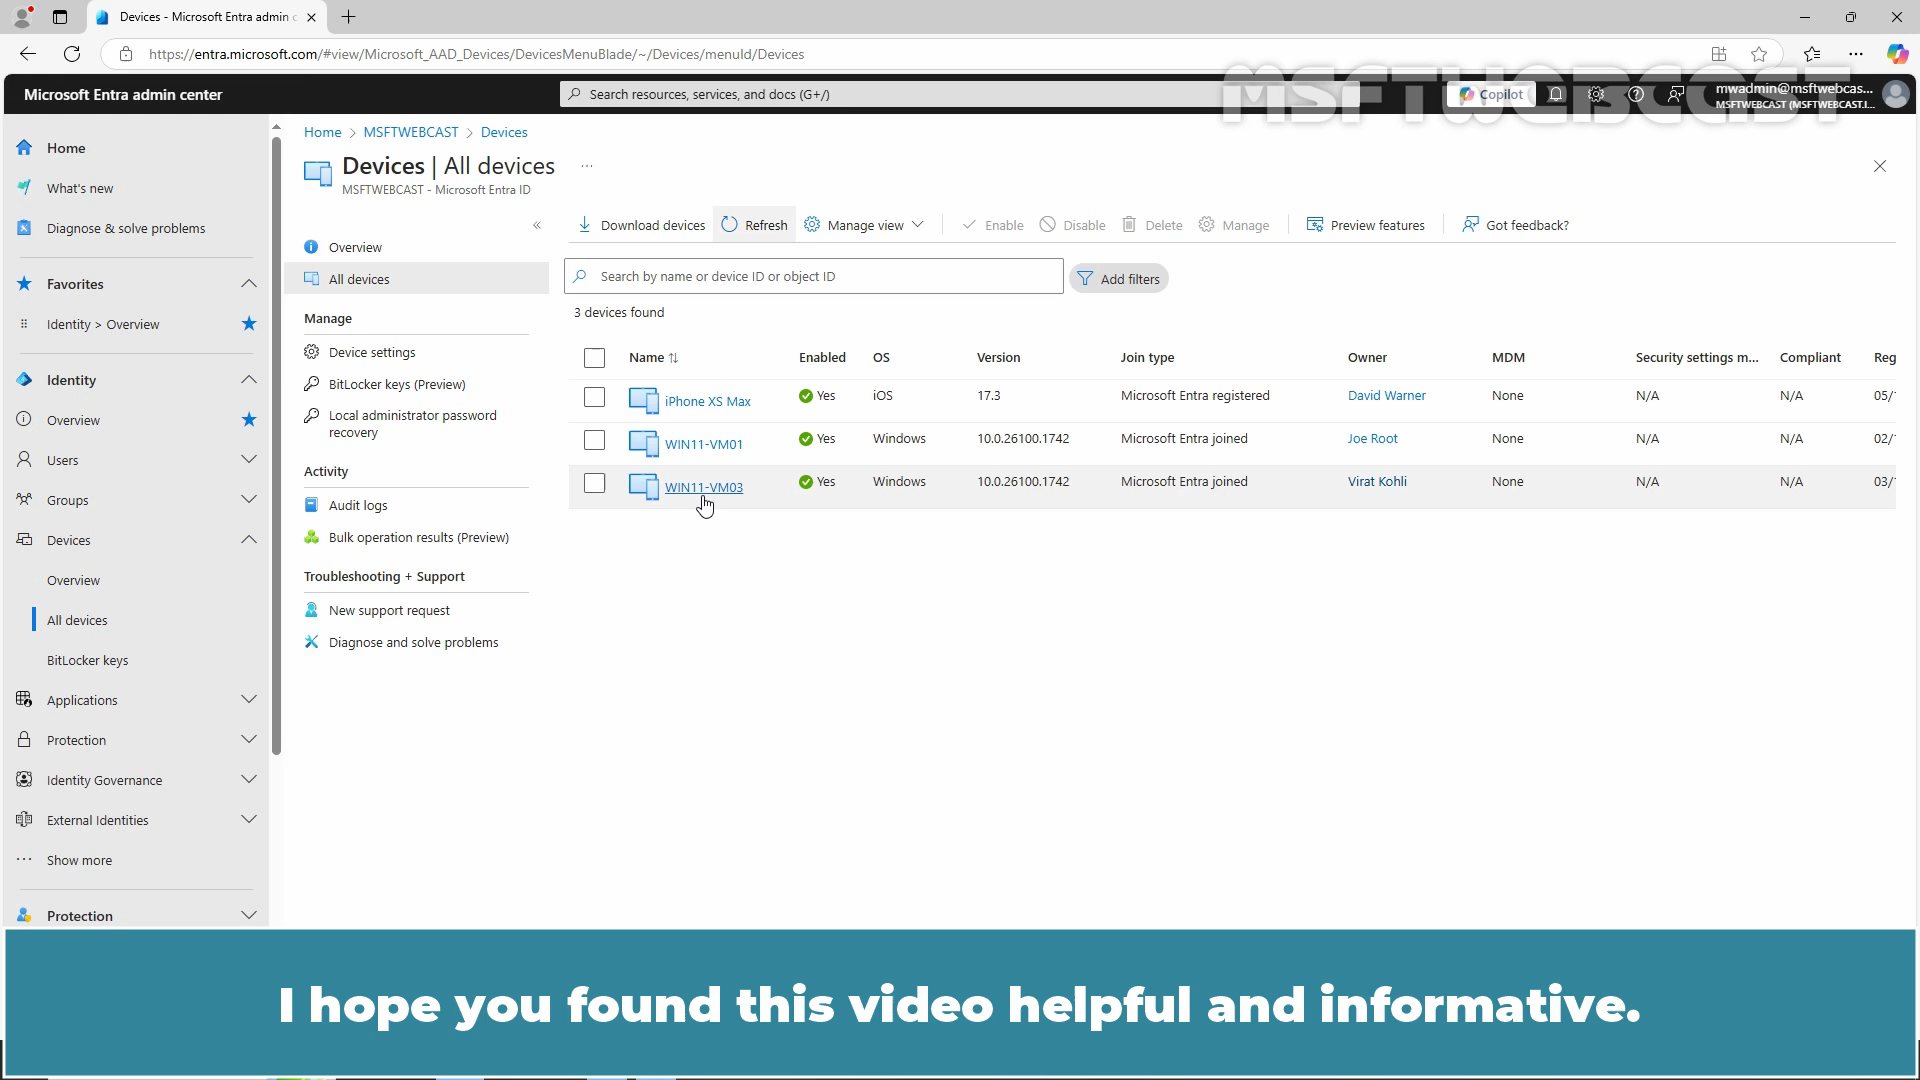 Devices - Microsoft Entra admin c
https://entra.microsoft.com/#view/Microsoft_AAD_Devices/DevicesMenuBlade/~/Devices/menuId/Devices
MSFTWEBCAST
Microsoft Entra admin center
Search resources, services, and docs (G+/)
Copilot
mwadmin@msftwebcas...
MSFTWEBCAST (MSFTWEBCAST.I...
Home
What's new
Diagnose & solve problems
Favorites
Identity > Overview
Identity
Overview
Users
Groups
Devices
Overview
All devices
BitLocker keys
Applications
Protection
Identity Governance
External Identities
Show more
Protection
Home > MSFTWEBCAST > Devices
Devices | All devices
MSFTWEBCAST - Microsoft Entra ID
Overview
All devices
Manage
Device settings
BitLocker keys (Preview)
Local administrator password
recovery
Activity
Audit logs
Bulk operation results (Preview)
Troubleshooting + Support
New support request
Diagnose and solve problems
Download devices Refresh Manage view Enable Disable Delete Manage Preview features Got feedback?
Search by name or device ID or object ID
Add filters
3 devices found
Name Enabled OS Version Join type Owner MDM Security settings m... Compliant Reg
iPhone XS Max Yes iOS 17.3 Microsoft Entra registered David Warner None N/A N/A 05/
WIN11-VM01 Yes Windows 10.0.26100.1742 Microsoft Entra joined Joe Root None N/A N/A 02/
WIN11-VM03 Yes Windows 10.0.26100.1742 Microsoft Entra joined Virat Kohli None N/A N/A 03/
I hope you found this video helpful and informative.